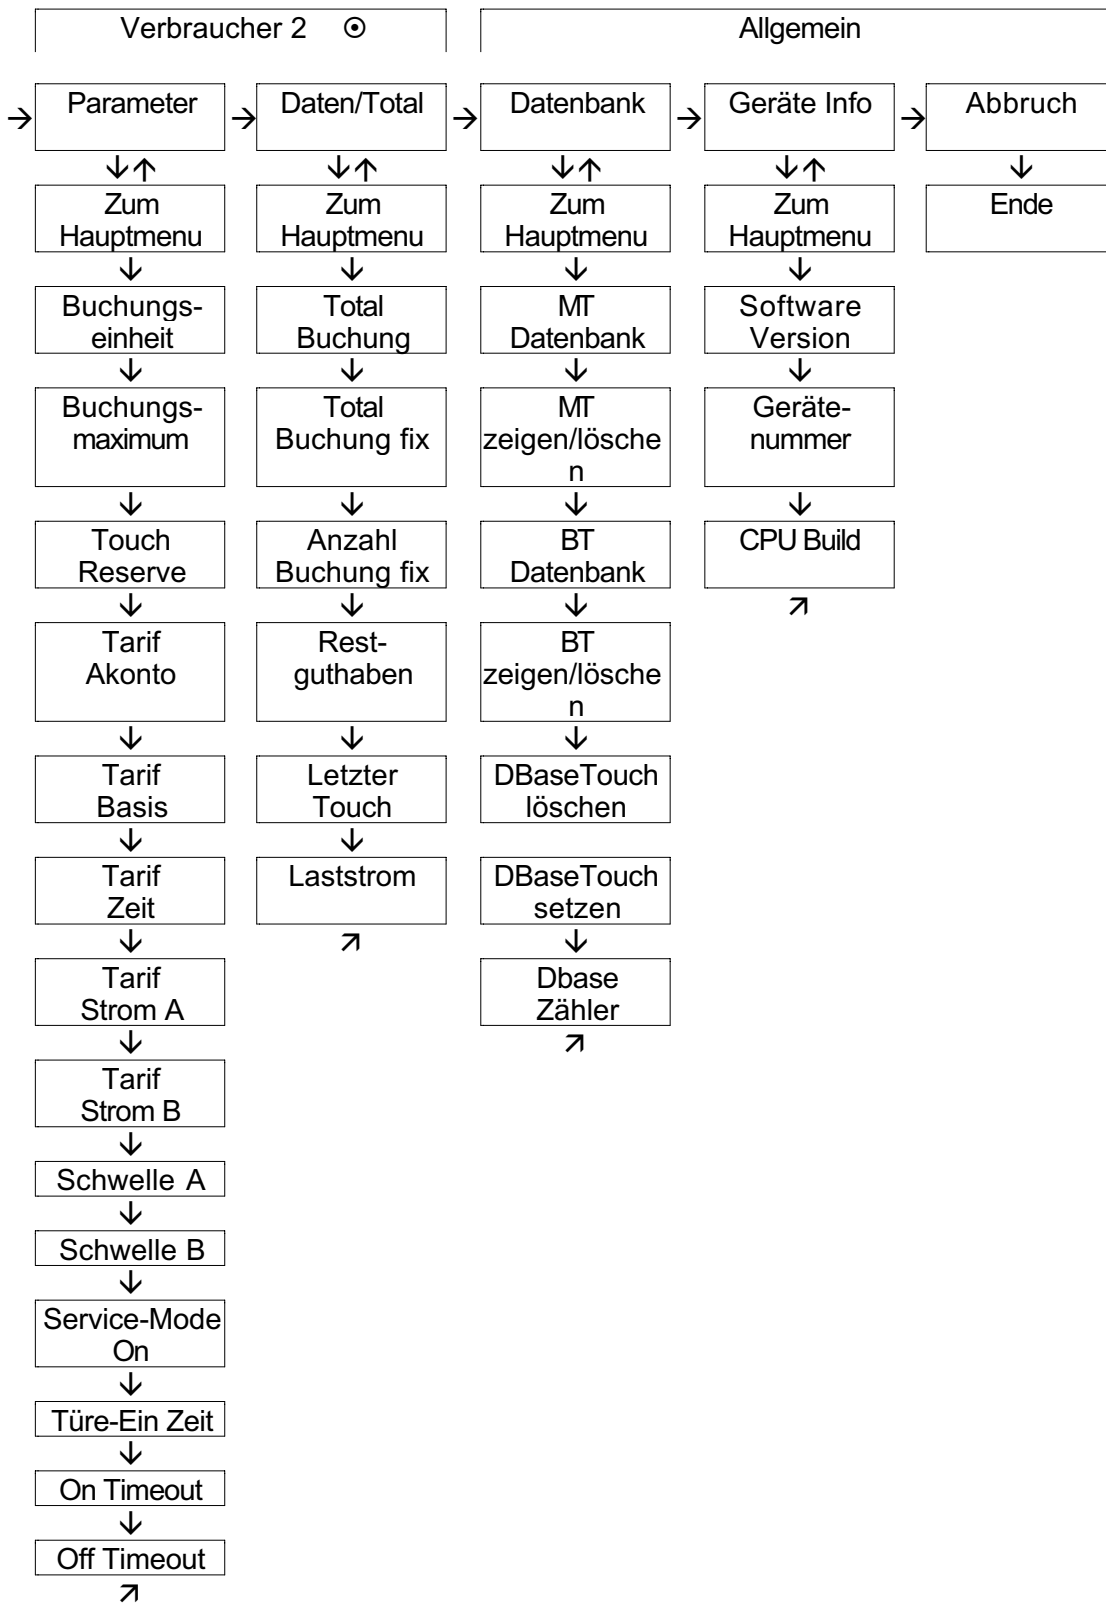 Verbraucher 2 ⊙
Allgemein
→ Parameter → Daten/Total → Datenbank → Geräte Info → Abbruch
↓↑
Zum
Hauptmenu
↓
Buchungs-
einheit
↓
Buchungs-
maximum
↓
Touch
Reserve
↓
Tarif
Akonto
↓
Tarif
Basis
↓
Tarif
Zeit
↓
Tarif
Strom A
↓
Tarif
Strom B
↓
Schwelle A
↓
Schwelle B
↓
Service-Mode
On
↓
Türe-Ein Zeit
↓
On Timeout
↓
Off Timeout
↗
↓↑
Zum
Hauptmenu
↓
Total
Buchung
↓
Total
Buchung fix
↓
Anzahl
Buchung fix
↓
Rest-
guthaben
↓
Letzter
Touch
↓
Laststrom
↗
↓↑
Zum
Hauptmenu
↓
MT
Datenbank
↓
MT
zeigen/lösche
n
↓
BT
Datenbank
↓
BT
zeigen/lösche
n
↓
DBaseTouch
löschen
DBaseTouch
setzen
↓
Dbase
Zähler
↗
↓↑
Zum
Hauptmenu
↓
Software
Version
↓
Geräte-
nummer
↓
CPU Build
↗
↓
Ende